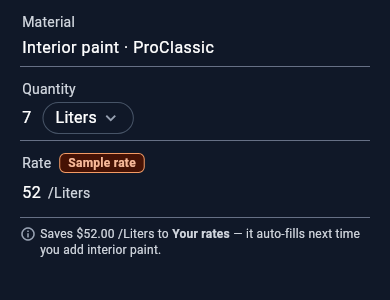 Material
Interior paint · ProClassic
Quantity
7 Liters
Rate Sample rate
52 /Liters
Saves $52.00 /Liters to Your rates — it auto-fills next time
you add interior paint.